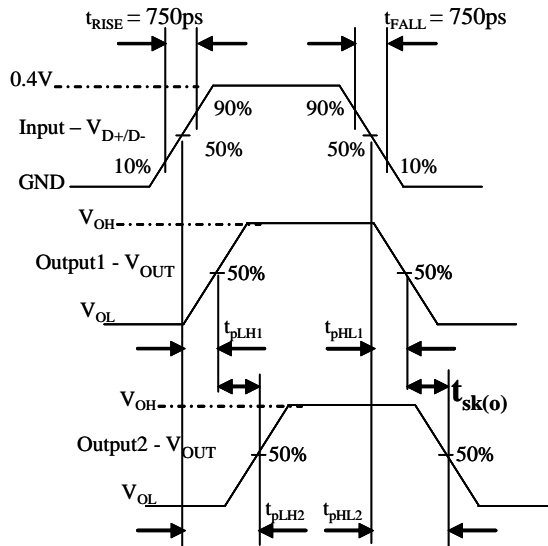 tRISE = 750ps
tFALL = 750ps
0.4V
90%
90%
Input – VD+/D-
50%
50%
10%
10%
GND
VOH
Output1 - VOUT
50%
50%
VOL
tpLH1
tpHL1
VOH
tsk(o)
Output2 - VOUT
50%
50%
VOL
tpLH2
tpHL2